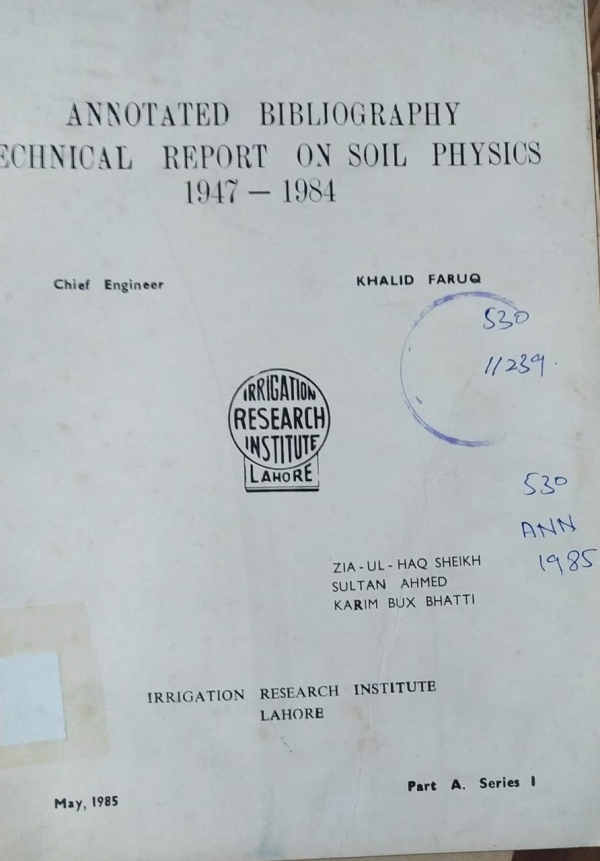 ANNOTATED BIBLIOGRAPHY
ECHNICAL REPORT ON SOIL PHYSICS
1947 — 1984
Chief Engineer KHALID FARUQ
530
11239.
IRRIGATION
RESEARCH
INSTITUTE
LAHORE
530
ANN
1985
ZIA-UL-HAQ SHEIKH
SULTAN AHMED
KARIM BUX BHATTI
IRRIGATION RESEARCH INSTITUTE
LAHORE
May, 1985 Part A. Series I